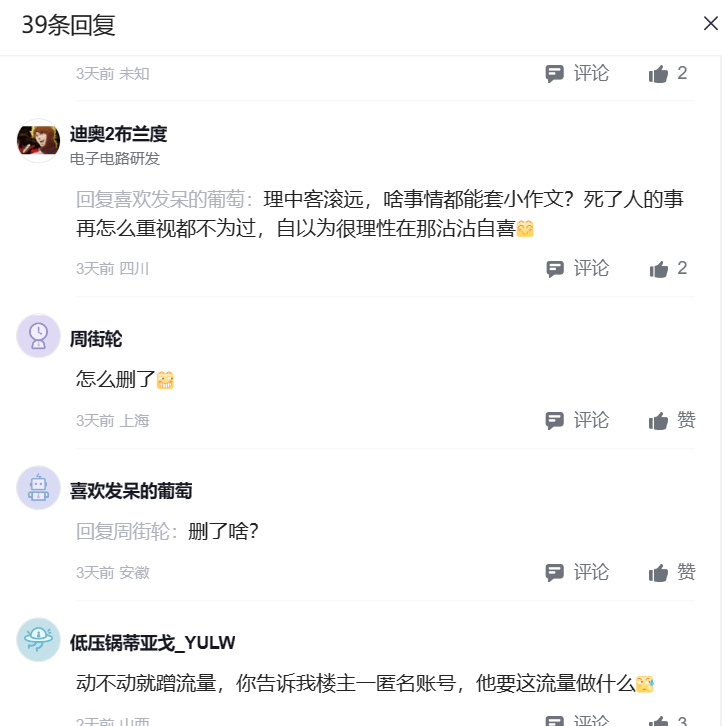 39条回复
3天前 未知
评论
2
迪奥2布兰度
电子电路研发
回复喜欢发呆的葡萄：理中客滚远，啥事情都能套小作文？死了人的事
再怎么重视都不为过，自以为很理性在那沾沾自喜
3天前 四川
评论
2
周街轮
怎么删了
3天前 上海
评论
赞
喜欢发呆的葡萄
回复周街轮：删了啥？
3天前 安徽
评论
赞
低压锅蒂亚戈_YULW
动不动就蹭流量，你告诉我楼主一匿名账号，他要这流量做什么
2天前 山西
评论
3